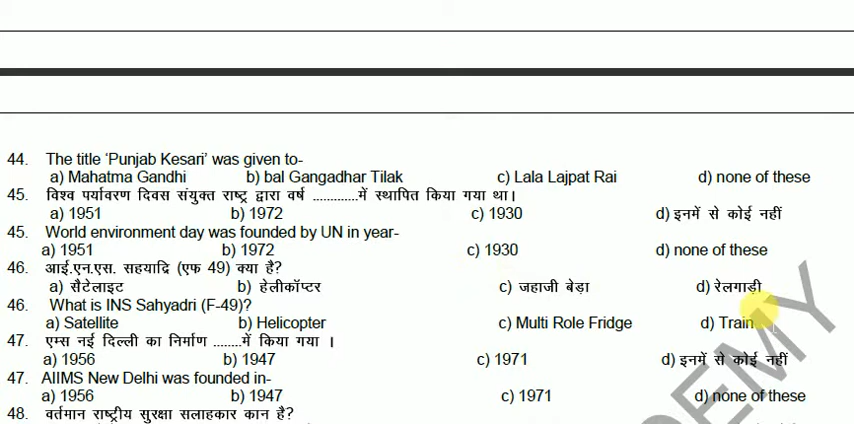 44. The title ‘Punjab Kesari’ was given to-
a) Mahatma Gandhi b) bal Gangadhar Tilak c) Lala Lajpat Rai d) none of these
45. विश्व पर्यावरण दिवस संयुक्त राष्ट्र द्वारा वर्ष .............में स्थापित किया गया था।
a) 1951 b) 1972 c) 1930 d) इनमें से कोई नहीं
45. World environment day was founded by UN in year-
a) 1951 b) 1972 c) 1930 d) none of these
46. आई.एन.एस. सहयाद्रि (एफ 49) क्या है?
a) सैटेलाइट b) हेलीकॉप्टर c) जहाजी बेड़ा d) रेलगाड़ी
46. What is INS Sahyadri (F-49)?
a) Satellite b) Helicopter c) Multi Role Fridge d) Train
47. एम्स नई दिल्ली का निर्माण ........में किया गया ।
a) 1956 b) 1947 c) 1971 d) इनमें से कोई नहीं
47. AIIMS New Delhi was founded in-
a) 1956 b) 1947 c) 1971 d) none of these
48. वर्तमान राष्ट्रीय सुरक्षा सलाहकार कान है?